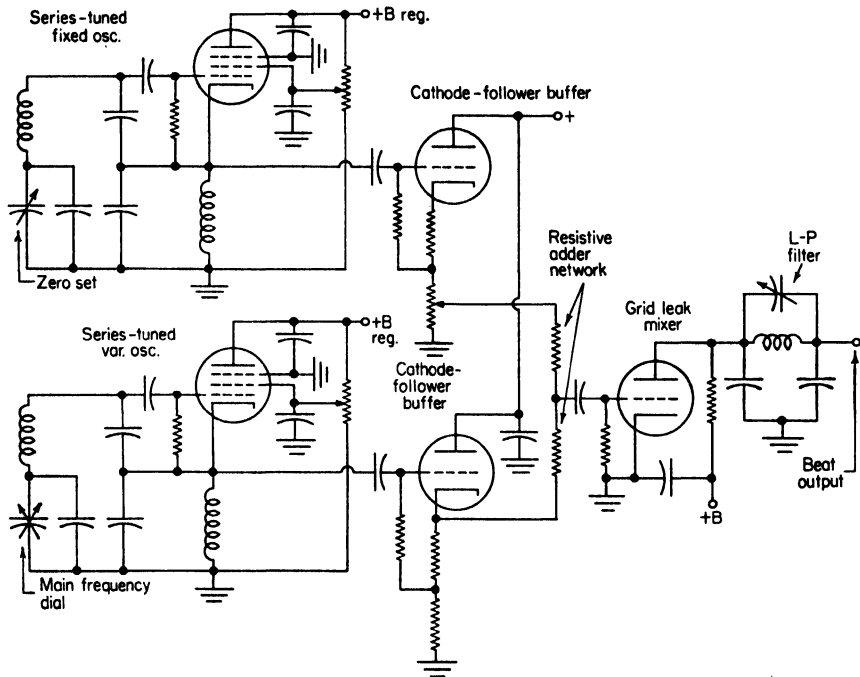 Series-tuned
fixed osc.
+B reg.
Cathode-follower buffer
+
Zero set
Resistive
adder
network
L-P
filter
Grid leak
mixer
Series-tuned
var. osc.
+B
reg.
Cathode-
follower
buffer
Beat
output
+B
Main frequency
dial